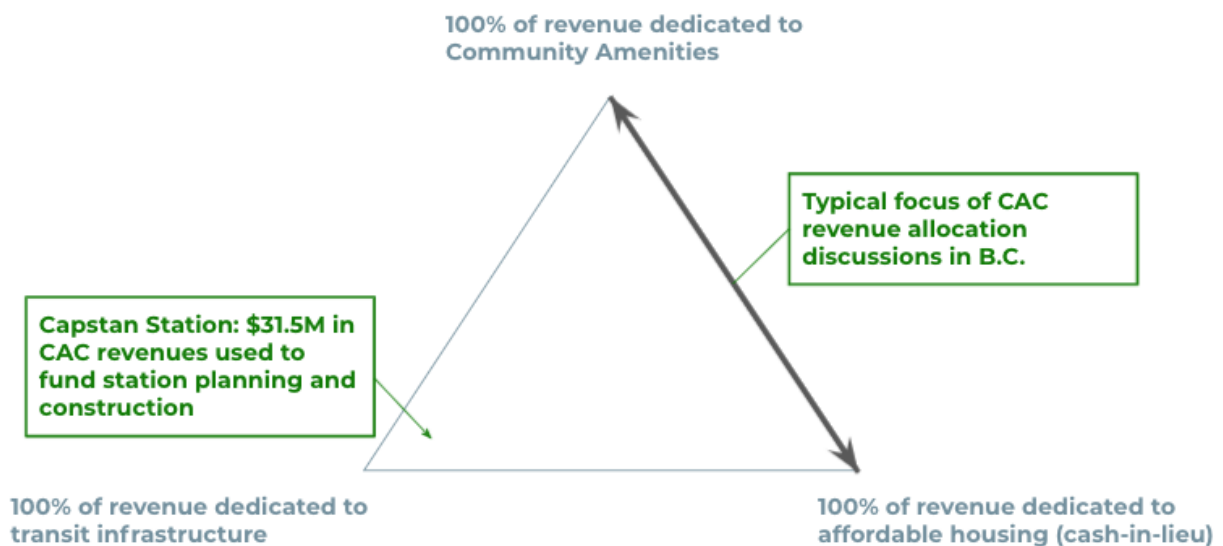 100% of revenue dedicated to
Community Amenities
Typical focus of CAC
revenue allocation
discussions in B.C.
Capstan Station: $31.5M in
CAC revenues used to
fund station planning and
construction
100% of revenue dedicated to
transit infrastructure
100% of revenue dedicated to
affordable housing (cash-in-lieu)